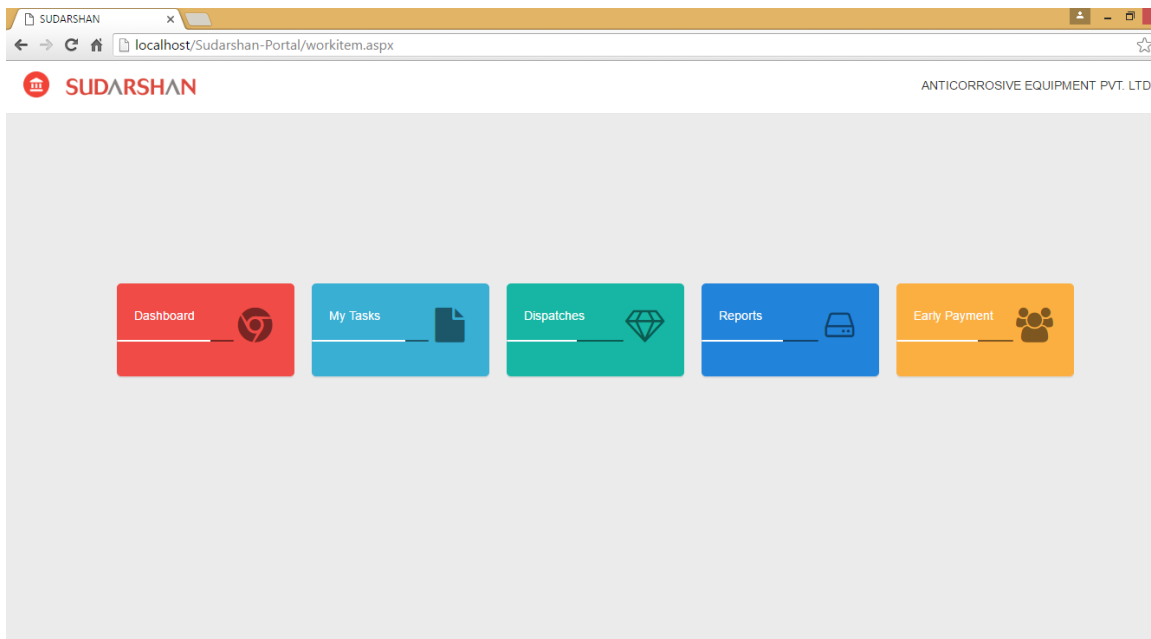 SUDARSHAN
localhost/Sudarshan-Portal/workitem.aspx
SUDARSHAN
ANTICORROSIVE EQUIPMENT PVT. LTD
Dashboard
My Tasks
Dispatches
Reports
Early Payment